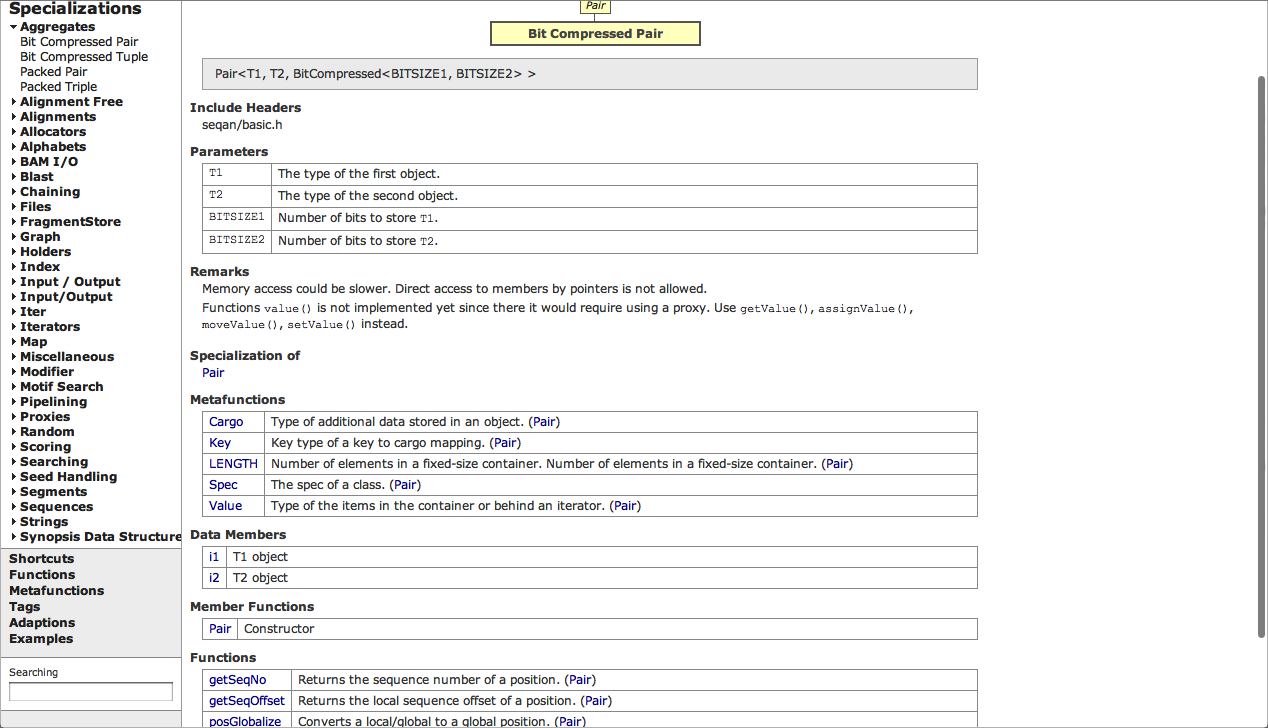 Specializations
Aggregates
Bit Compressed Pair
Bit Compressed Tuple
Packed Pair
Packed Triple
Alignment Free
Alignments
Allocators
Alphabets
BAM I/O
Blast
Chaining
Files
FragmentStore
Graph
Holders
Index
Input / Output
Input/Output
Iter
Iterators
Map
Miscellaneous
Modifier
Motif Search
Pipelining
Proxies
Random
Scoring
Searching
Seed Handling
Segments
Sequences
Strings
Synopsis Data Structure
Shortcuts
Functions
Metafunctions
Tags
Adaptions
Examples
Searching
Pair
Bit Compressed Pair
Pair<T1, T2, BitCompressed<BITSIZE1, BITSIZE2> >
Include Headers
seqan/basic.h
Parameters
T1 The type of the first object.
T2 The type of the second object.
BITSIZE1 Number of bits to store T1.
BITSIZE2 Number of bits to store T2.
Remarks
Memory access could be slower. Direct access to members by pointers is not allowed.
Functions value() is not implemented yet since there it would require using a proxy. Use getValue(), assignValue(),
moveValue(), setValue() instead.
Specialization of
Pair
Metafunctions
Cargo Type of additional data stored in an object. (Pair)
Key Key type of a key to cargo mapping. (Pair)
LENGTH Number of elements in a fixed-size container. Number of elements in a fixed-size container. (Pair)
Spec The spec of a class. (Pair)
Value Type of the items in the container or behind an iterator. (Pair)
Data Members
i1 T1 object
i2 T2 object
Member Functions
Pair Constructor
Functions
getSeqNo Returns the sequence number of a position. (Pair)
getSeqOffset Returns the local sequence offset of a position. (Pair)
posGlobalize Converts a local/global to a global position. (Pair)